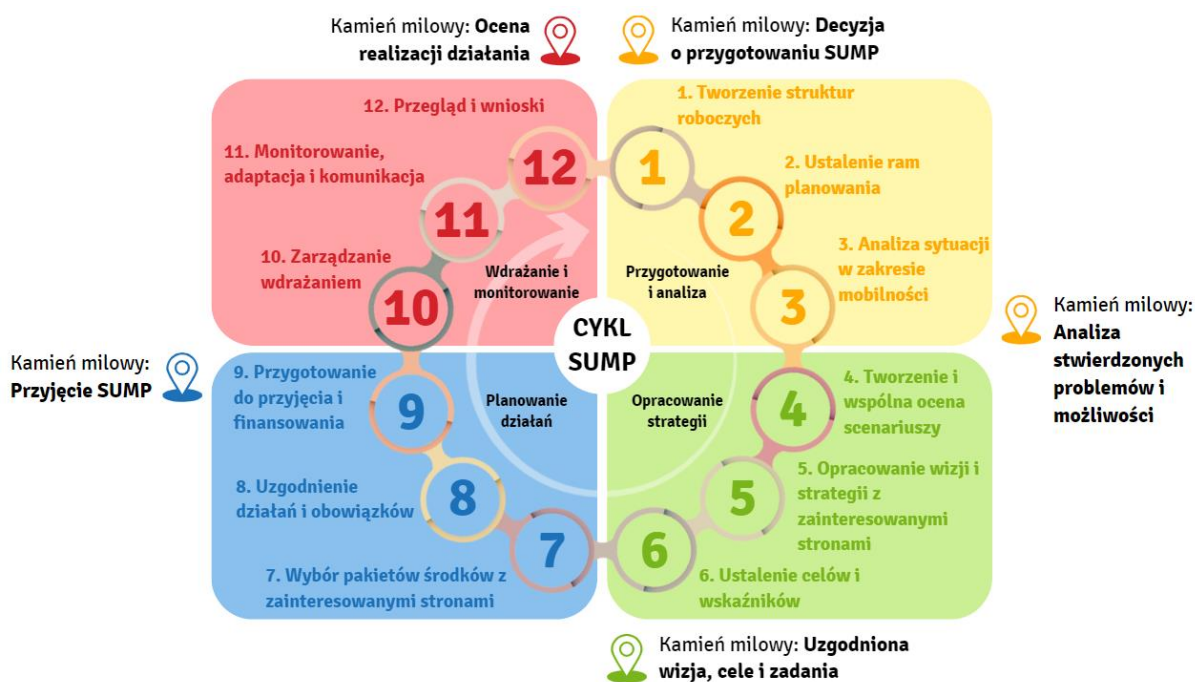 Kamień milowy: Ocena
realizacji działania
Kamień milowy: Decyzja
o przygotowaniu SUMP
12. Przegląd i wnioski
11. Monitorowanie,
adaptacja i komunikacja
10. Zarządzanie
wdrażaniem
12
11
10
Wdrażanie i
monitorowanie
1. Tworzenie struktur
roboczych
2. Ustalenie ram
planowania
3. Analiza sytuacji
w zakresie
mobilności
1
2
3
Przygotowanie
i analiza
CYKL
SUMP
Kamień milowy:
Analiza
stwierdzonych
problemów i
możliwości
Kamień milowy:
Przyjęcie SUMP
9. Przygotowanie
do przyjęcia i
finansowania
8. Uzgodnienie
działań i obowiązków
7. Wybór pakietów środków z
zainteresowanymi stronami
9
8
7
Planowanie
działań
Opracowanie
strategii
4
5
6
4. Tworzenie i
wspólna ocena
scenariuszy
5. Opracowanie wizji i
strategii z
zainteresowanymi
stronami
6. Ustalenie celów i
wskaźników
Kamień milowy: Uzgodniona
wizja, cele i zadania